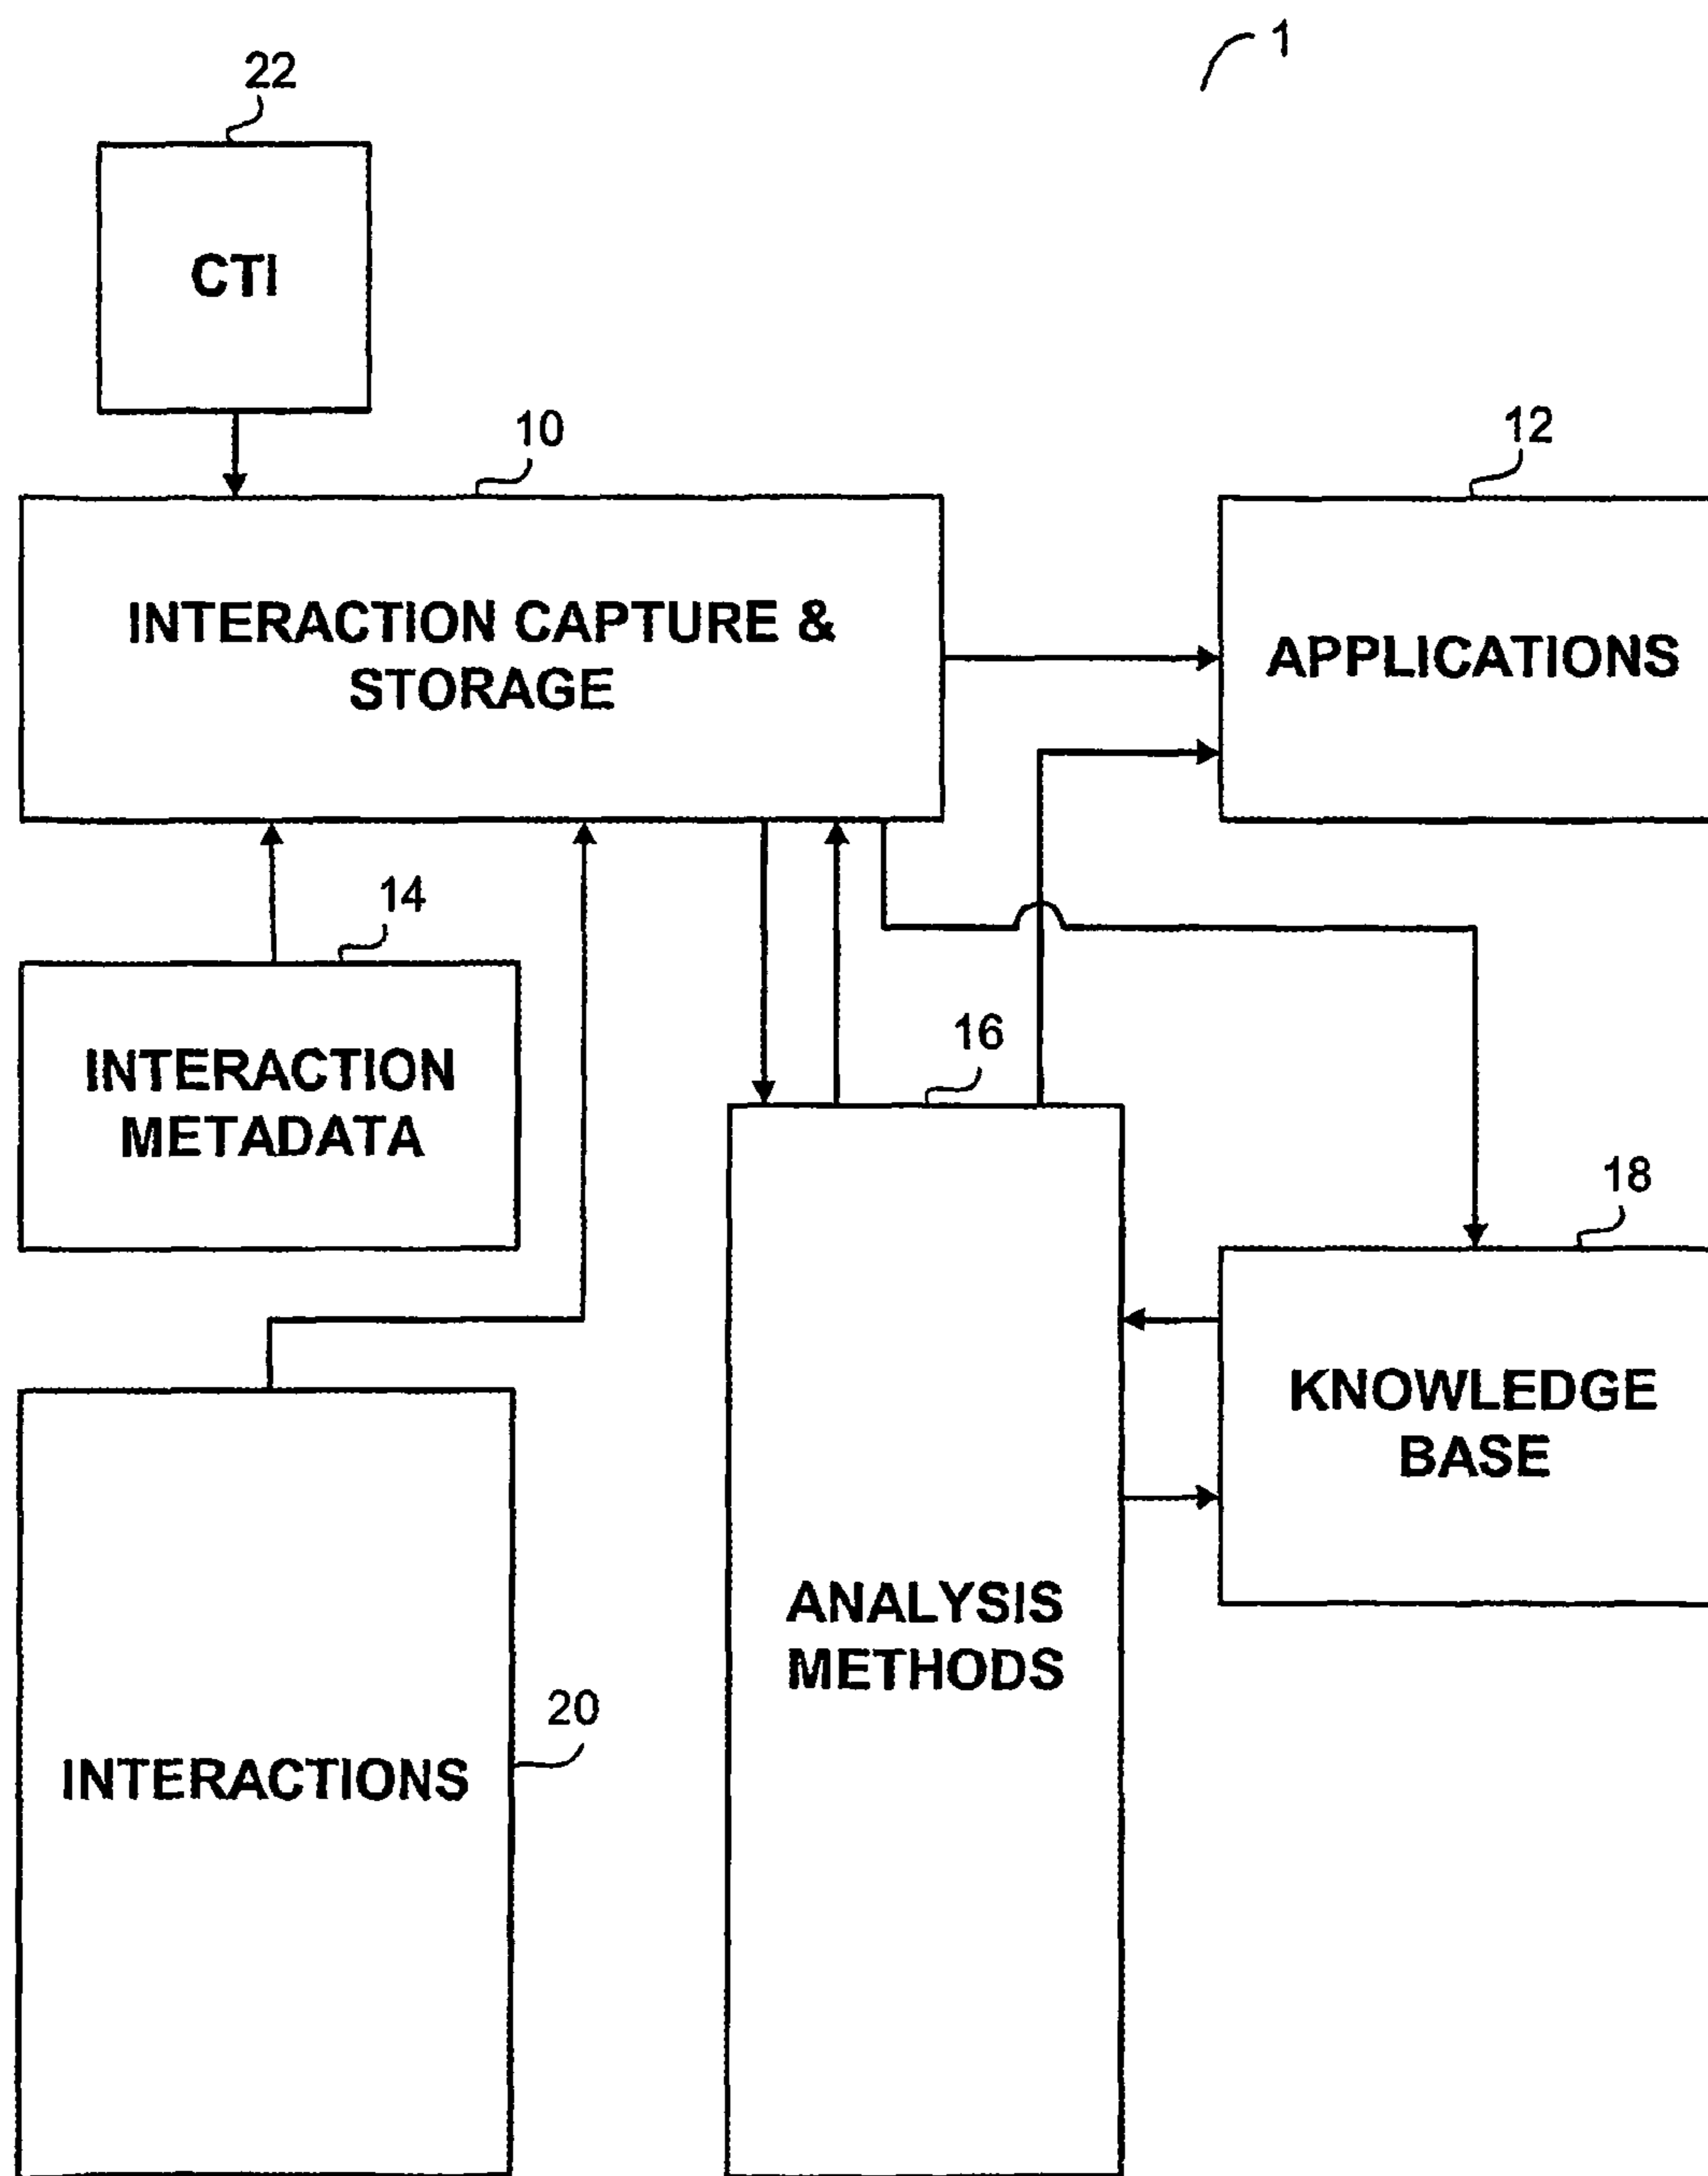 1
22
CTI
10
INTERACTION CAPTURE &
STORAGE
12
APPLICATIONS
14
INTERACTION
METADATA
16
ANALYSIS
METHODS
18
KNOWLEDGE
BASE
20
INTERACTIONS